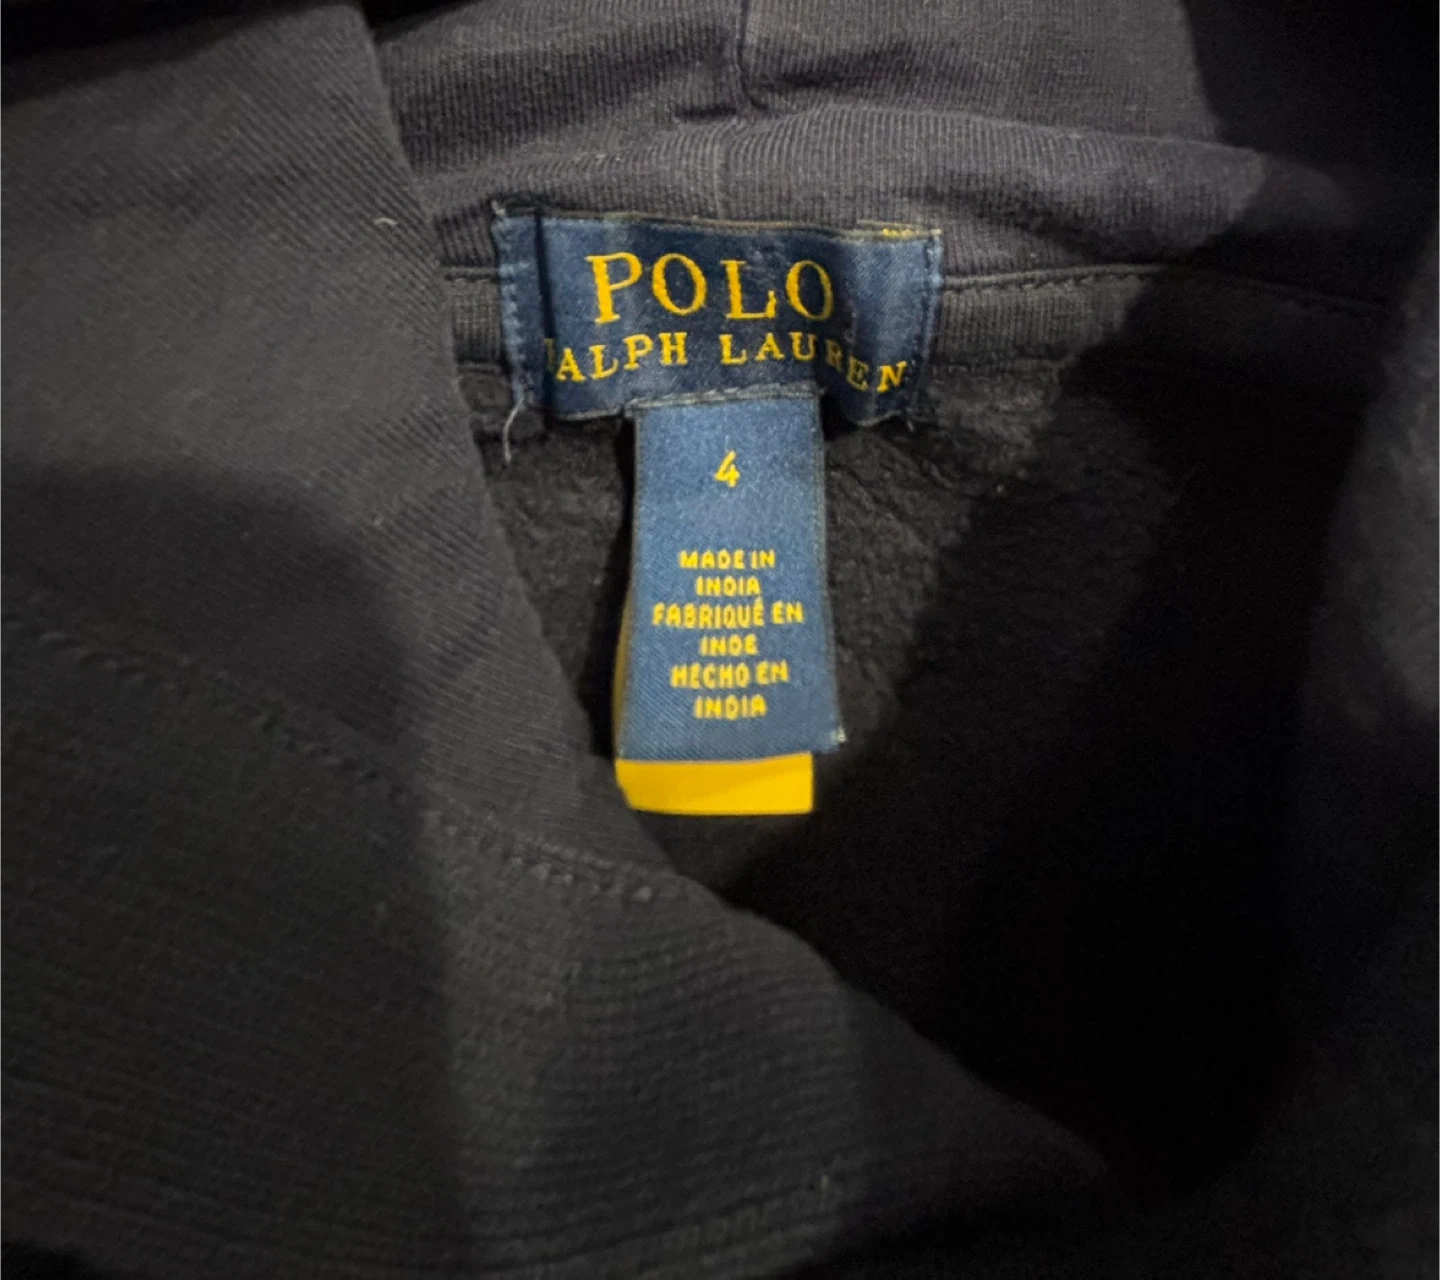 POLO
RALPH LAUREN
4
MADE IN
INDIA
FABRIQUÉ EN
INDE
HECHO EN
INDIA